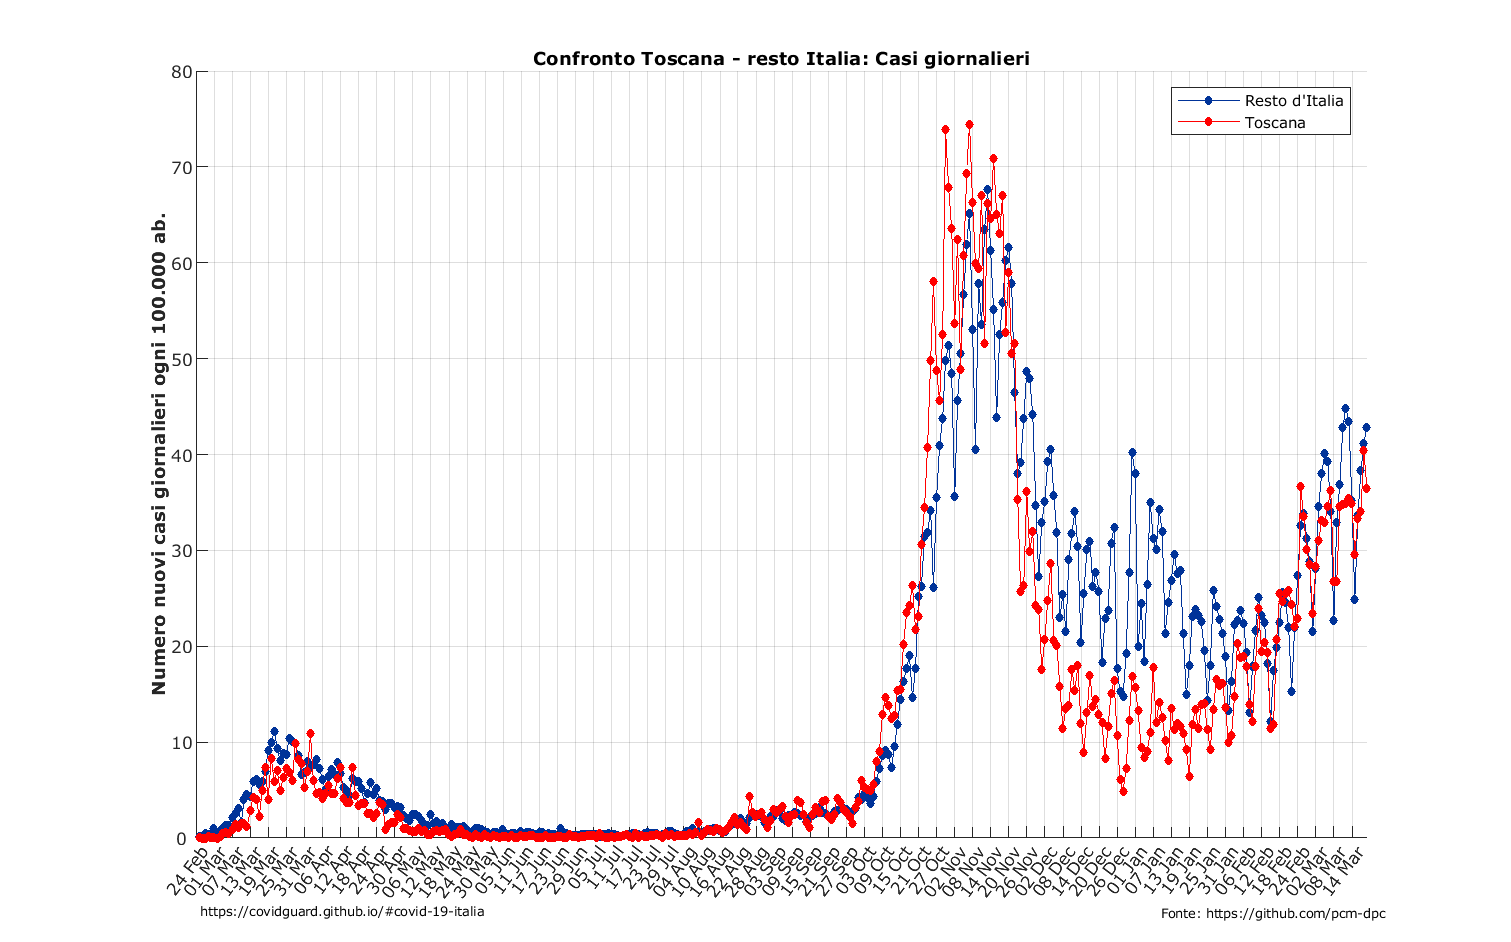 Confronto Toscana - resto Italia: Casi giornalieri
Resto d'Italia
Toscana
Numero nuovi casi giornalieri ogni 100.000 ab.
80
70
60
50
40
30
20
10
0
24 Feb
01 Mar
07 Mar
13 Mar
19 Mar
25 Mar
31 Mar
06 Apr
12 Apr
18 Apr
24 Apr
30 Apr
06 May
12 May
18 May
24 May
30 May
05 Jun
11 Jun
17 Jun
23 Jun
29 Jun
05 Jul
11 Jul
17 Jul
23 Jul
29 Jul
04 Aug
10 Aug
16 Aug
22 Aug
28 Aug
03 Sep
09 Sep
15 Sep
21 Sep
27 Sep
03 Oct
09 Oct
15 Oct
21 Oct
27 Oct
02 Nov
08 Nov
14 Nov
20 Nov
26 Nov
02 Dec
08 Dec
14 Dec
20 Dec
26 Dec
01 Jan
07 Jan
13 Jan
19 Jan
25 Jan
31 Jan
06 Feb
12 Feb
18 Feb
24 Feb
02 Mar
08 Mar
14 Mar
https://covidguard.github.io/#covid-19-italia
Fonte: https://github.com/pcm-dpc